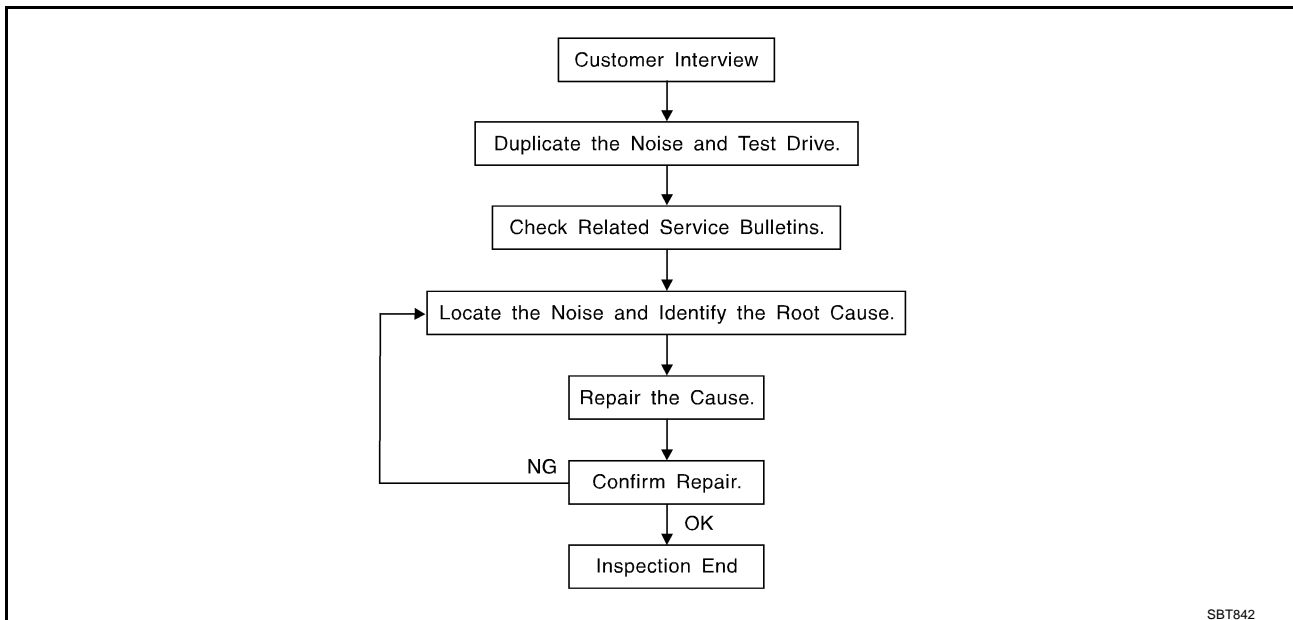 Customer Interview
Duplicate the Noise and Test Drive.
Check Related Service Bulletins.
Locate the Noise and Identify the Root Cause.
Repair the Cause.
NG
Confirm Repair.
OK
Inspection End
SBT842